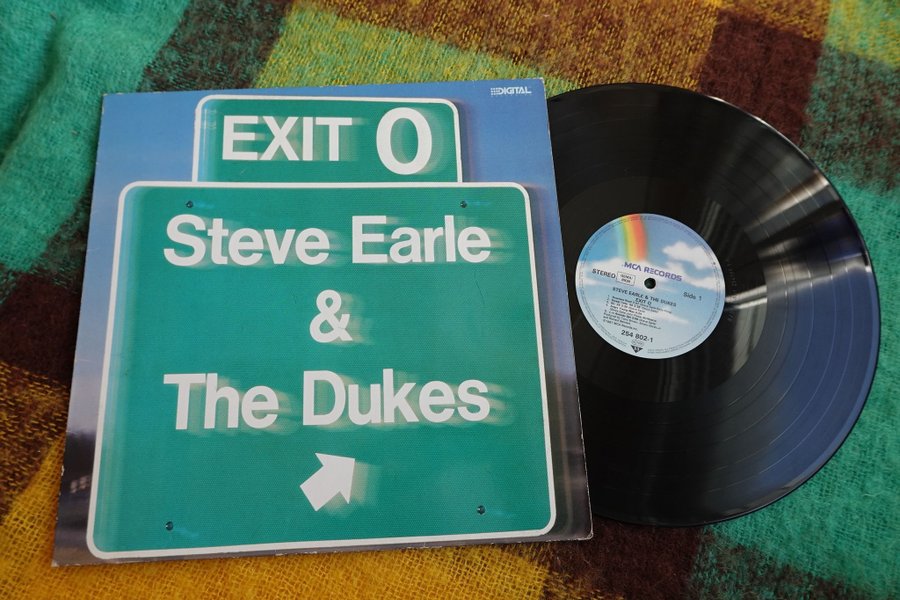 DIGITAL
EXIT 0
Steve Earle
&
The Dukes
MCA RECORDS
STEREO
Side 1
STEVE EARLE & THE DUKES
EXIT 0
254 802-1